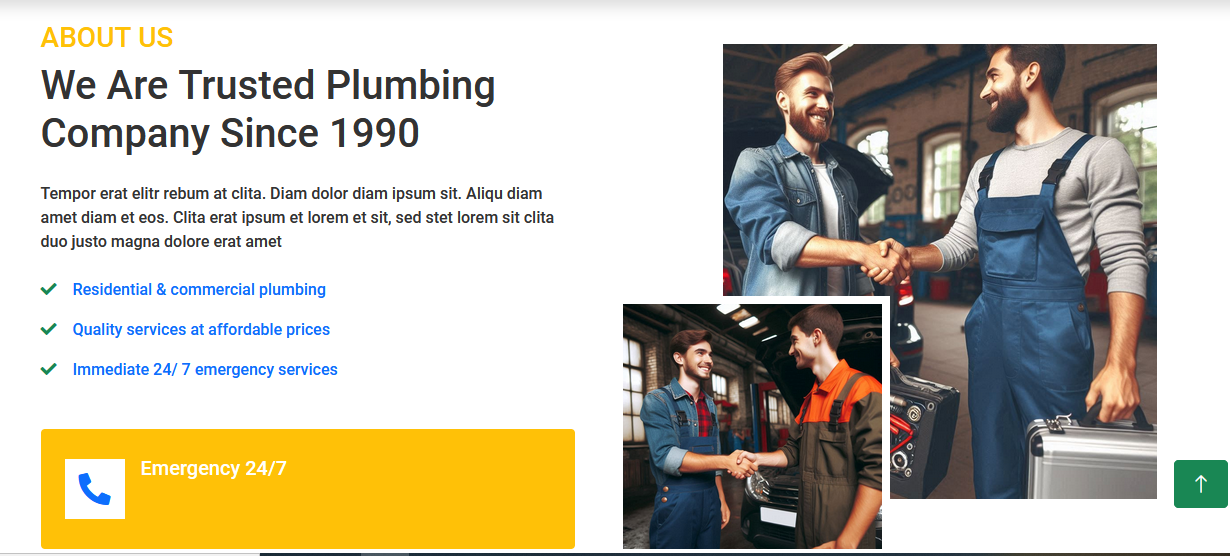 ABOUT US
We Are Trusted Plumbing
Company Since 1990
Tempor erat elitr rebum at clita. Diam dolor diam ipsum sit. Aliqu diam
amet diam et eos. Clita erat ipsum et lorem et sit, sed stet lorem sit clita
duo justo magna dolore erat amet
Residential & commercial plumbing
Quality services at affordable prices
Immediate 24/ 7 emergency services
Emergency 24/7